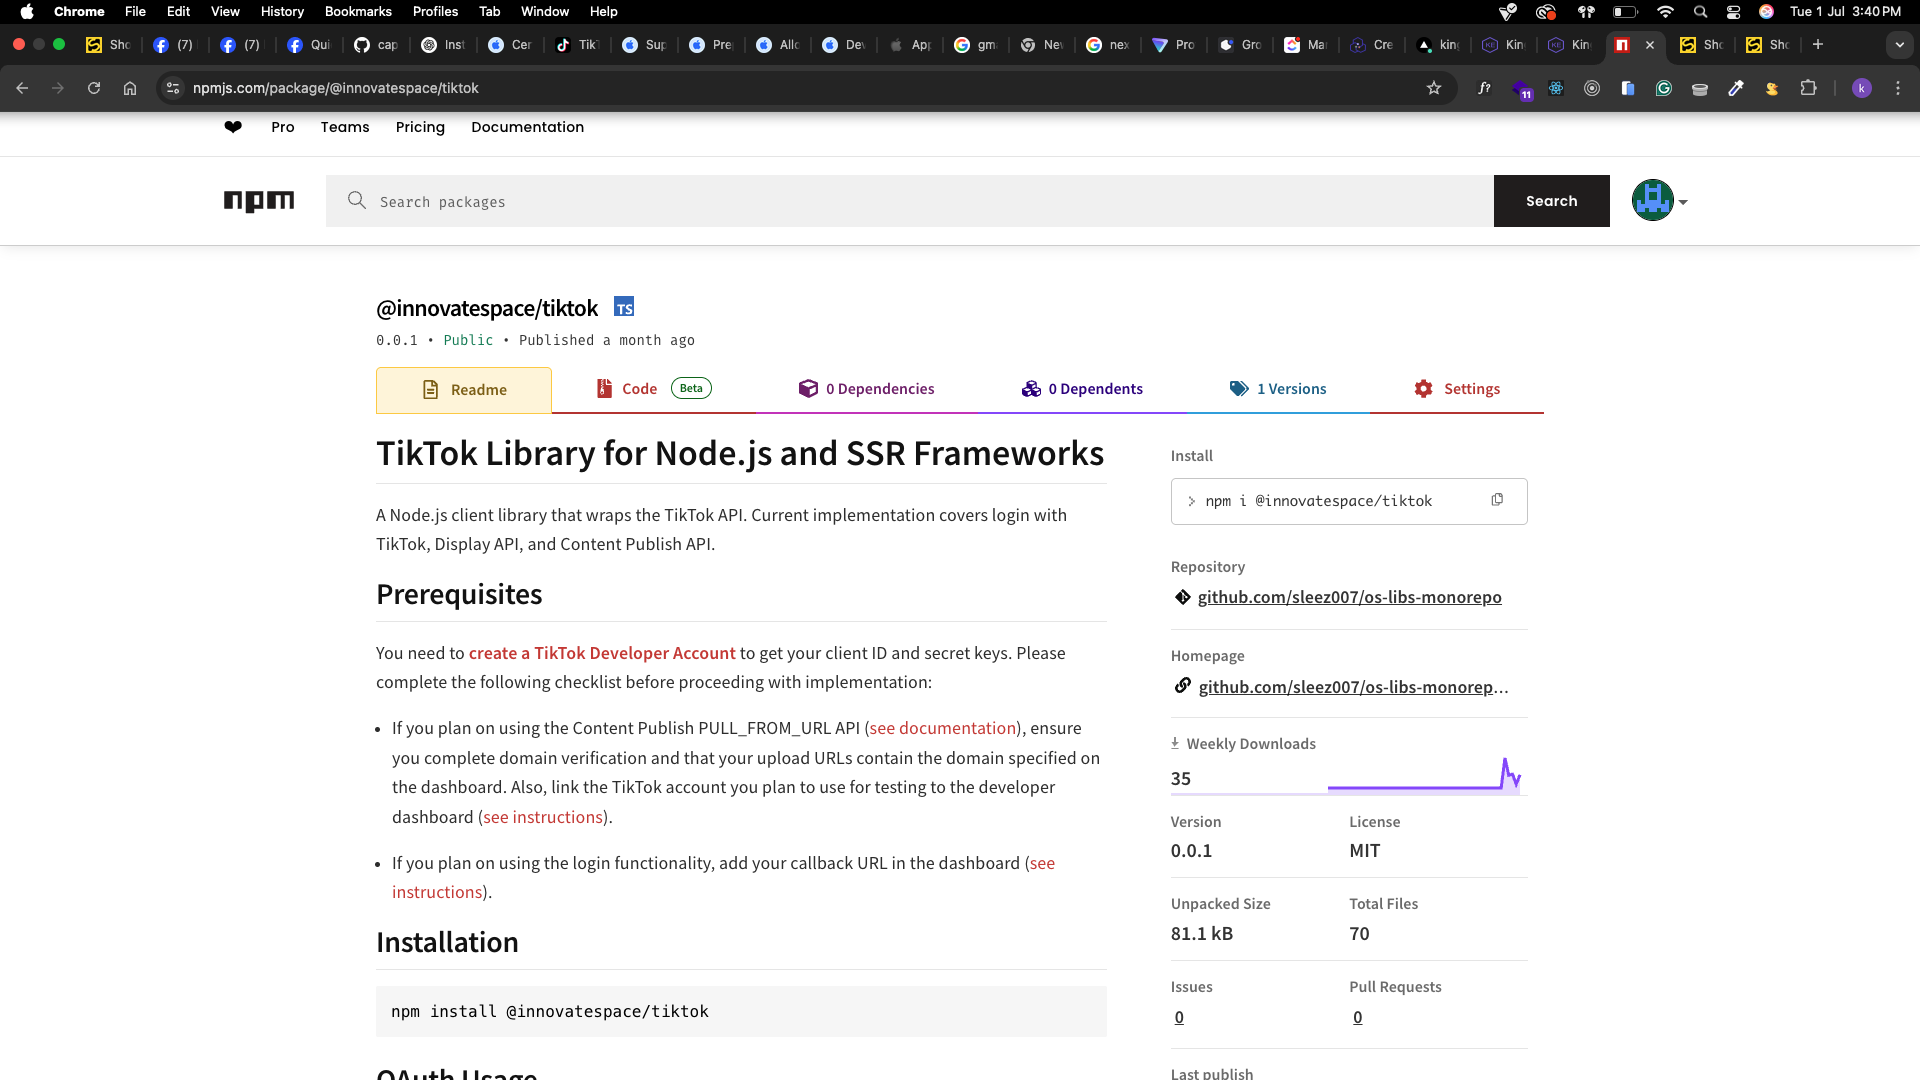 Chrome File Edit View History Bookmarks Profiles Tab Window Help Tue 1 Jul 3:40 PM
Sho (7) (7) Qui cap Inst Cer TikT Sup Pre Allo Dev App gma Nev nex Pro Gro Mar Cre king King King Sho Sho
npmjs.com/package/@innovatespace/tiktok f? 11 k
Pro Teams Pricing Documentation
npm Search packages Search
@innovatespace/tiktok TS
0.0.1 • Public • Published a month ago
Readme Code Beta 0 Dependencies 0 Dependents 1 Versions Settings
TikTok Library for Node.js and SSR Frameworks
A Node.js client library that wraps the TikTok API. Current implementation covers login with
TikTok, Display API, and Content Publish API.
Prerequisites
You need to create a TikTok Developer Account to get your client ID and secret keys. Please
complete the following checklist before proceeding with implementation:
• If you plan on using the Content Publish PULL_FROM_URL API (see documentation), ensure
you complete domain verification and that your upload URLs contain the domain specified on
the dashboard. Also, link the TikTok account you plan to use for testing to the developer
dashboard (see instructions).
• If you plan on using the login functionality, add your callback URL in the dashboard (see
instructions).
Installation
npm install @innovatespace/tiktok
OAuth Usage
Install
> npm i @innovatespace/tiktok
Repository
github.com/sleez007/os-libs-monorepo
Homepage
github.com/sleez007/os-libs-monorep…
Weekly Downloads
35
Version License
0.0.1 MIT
Unpacked Size Total Files
81.1 kB 70
Issues Pull Requests
0 0
Last publish